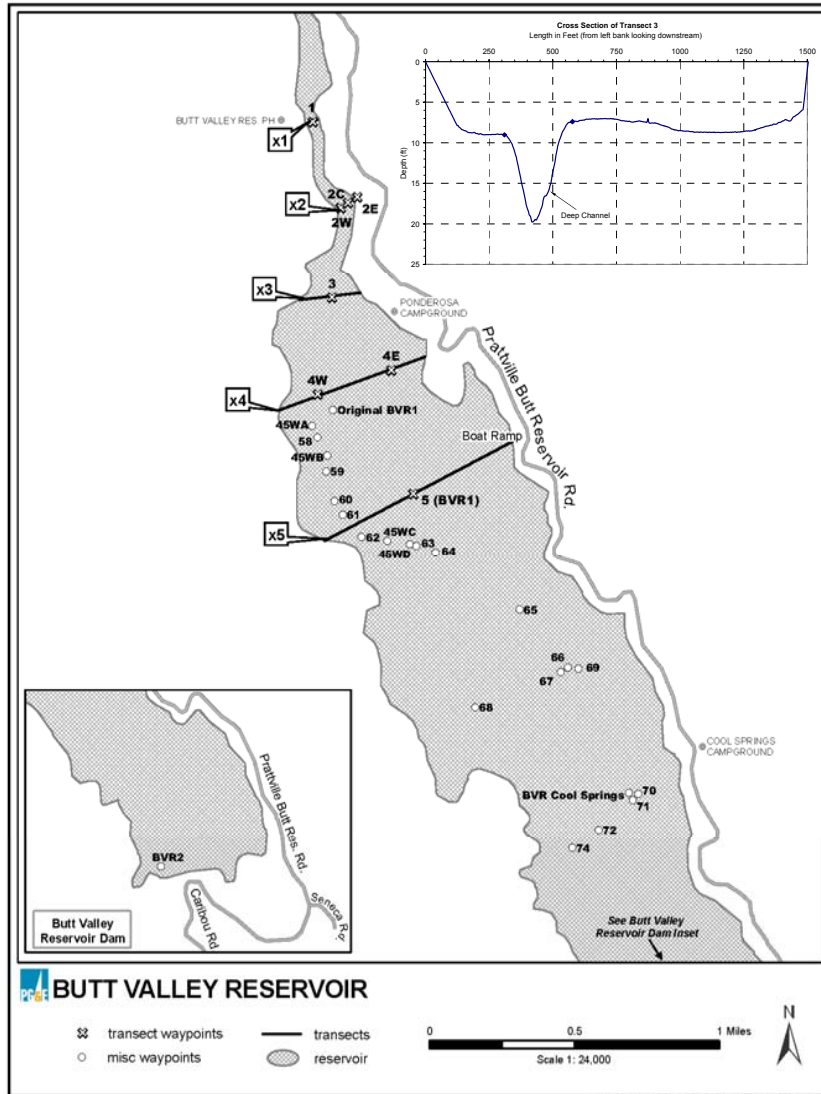 Cross Section of Transect 3
Length in Feet (from left bank looking downstream)
0 250 500 750 1000 1250 1500
0
5
10
15
20
25
Depth (ft)
Deep Channel
BUTT VALLEY RES. PH
1
x1
2C
x2
2E
2W
x3
3
PONDEROSA
CAMPGROUND
Prattville Butt Reservoir Rd.
4E
4W
x4
Original BVR1
45WA
58
Boat Ramp
45WB
59
5 (BVR1)
60
61
x5
62
45WC
63
45WD
64
65
66
69
67
68
COOL SPRINGS
CAMPGROUND
BVR Cool Springs
70
71
72
74
See Butt Valley
Reservoir Dam Inset
Prattville Butt Res. Rd.
BVR2
Caribou Rd
Seneca Rd.
Butt Valley
Reservoir Dam
PG&E
BUTT VALLEY RESERVOIR
transect waypoints
transects
misc waypoints
reservoir
0 0.5 1 Miles
Scale 1: 24,000
N